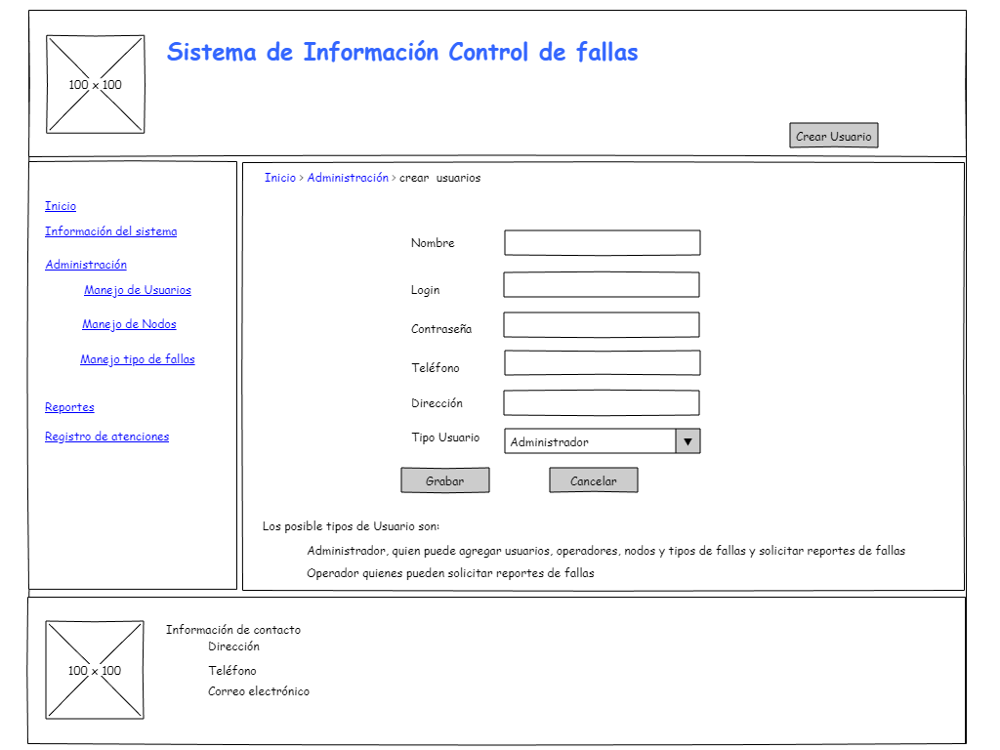 Sistema de Información Control de fallas
100 x 100
Crear Usuario
Inicio > Administración > crear usuarios
Inicio
Información del sistema
Administración
Manejo de Usuarios
Manejo de Nodos
Manejo tipo de fallas
Reportes
Registro de atenciones
Nombre
Login
Contraseña
Teléfono
Dirección
Tipo Usuario
Administrador
Grabar
Cancelar
Los posible tipos de Usuario son:
Administrador, quien puede agregar usuarios, operadores, nodos y tipos de fallas y solicitar reportes de fallas
Operador quienes pueden solicitar reportes de fallas
100 x 100
Información de contacto
Dirección
Teléfono
Correo electrónico